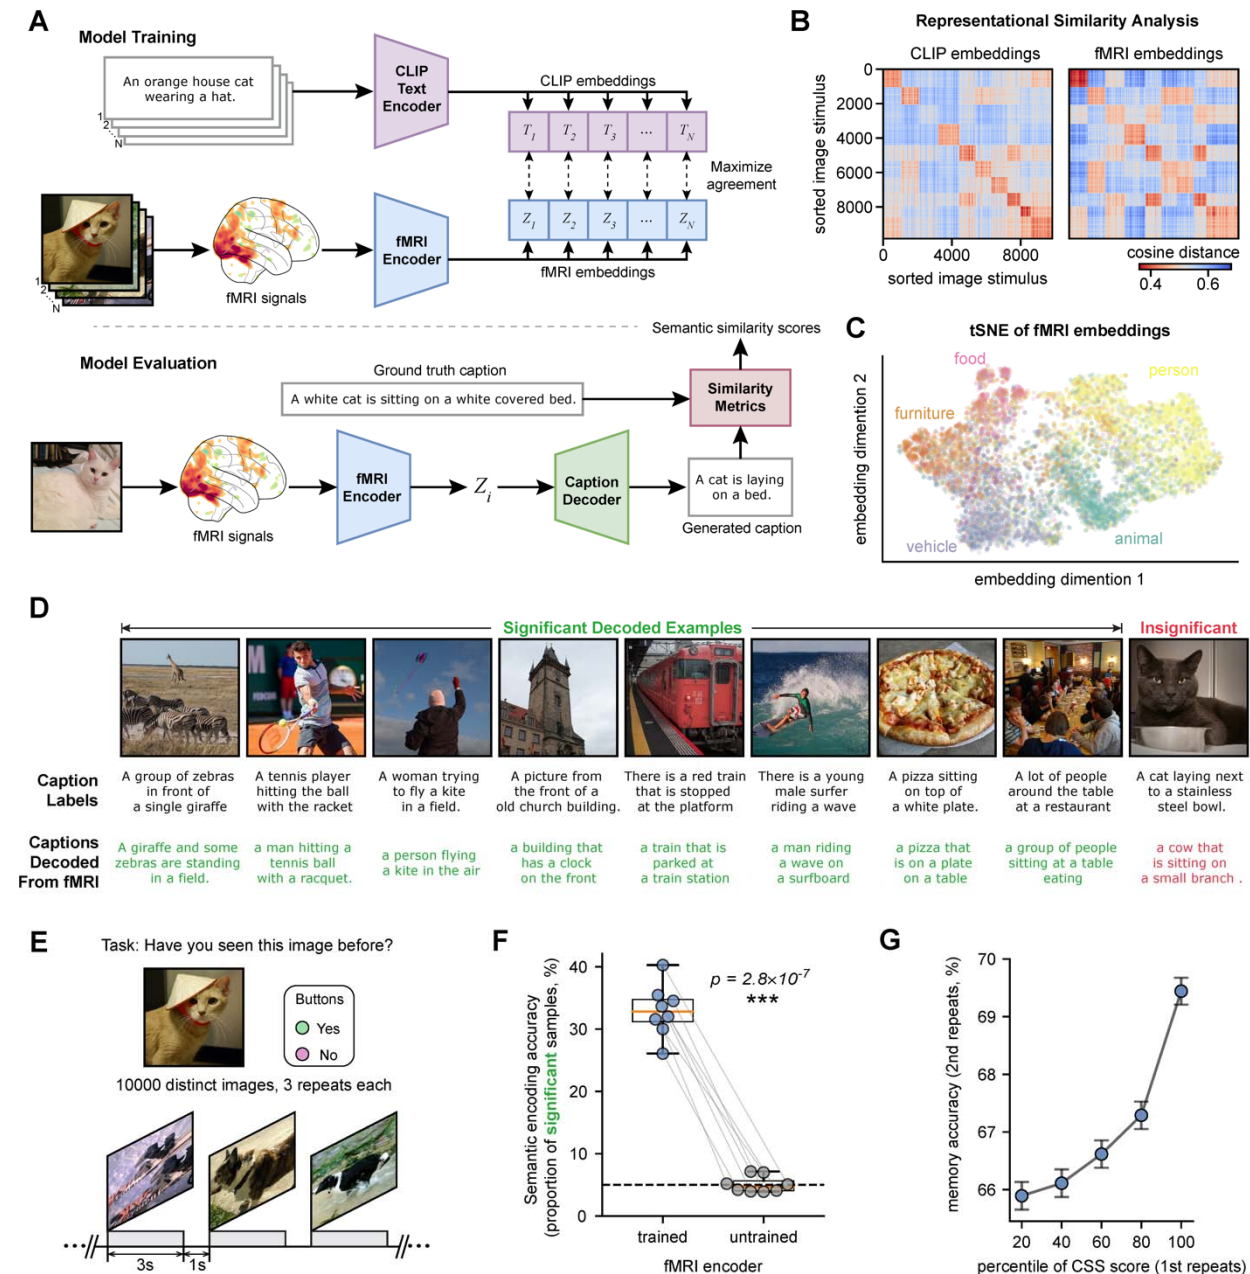 A
Model Training
An orange house cat
wearing a hat.
1
2
N
CLIP
Text
Encoder
CLIP embeddings
T1 T2 T3 ... TN
Maximize
agreement
Z1 Z2 Z3 ... ZN
fMRI embeddings
1
2
N
fMRI signals
fMRI
Encoder
Model Evaluation
Ground truth caption
A white cat is sitting on a white covered bed.
Semantic similarity scores
Similarity
Metrics
fMRI signals
fMRI
Encoder
Zi
Caption
Decoder
A cat is laying
on a bed.
Generated caption
B
Representational Similarity Analysis
CLIP embeddings
fMRI embeddings
sorted image stimulus
0
2000
4000
6000
8000
0 4000 8000
sorted image stimulus
cosine distance
0.4 0.6
C
tSNE of fMRI embeddings
embedding dimention 2
food
person
furniture
vehicle
animal
embedding dimention 1
D
Significant Decoded Examples
Insignificant
Caption
Labels
A group of zebras
in front of
a single giraffe
A tennis player
hitting the ball
with the racket
A woman trying
to fly a kite
in a field.
A picture from
the front of a
old church building.
There is a red train
that is stopped
at the platform
There is a young
male surfer
riding a wave
A pizza sitting
on top of
a white plate.
A lot of people
around the table
at a restaurant
A cat laying next
to a stainless
steel bowl.
Captions
Decoded
From fMRI
A giraffe and some
zebras are standing
in a field.
a man hitting a
tennis ball
with a racquet.
a person flying
a kite in the air
a building that
has a clock
on the front
a train that is
parked at
a train station
a man riding
a wave on
a surfboard
a pizza that
is on a plate
on a table
a group of people
sitting at a table
eating
a cow that
is sitting on
a small branch .
E
Task: Have you seen this image before?
Buttons
Yes
No
10000 distinct images, 3 repeats each
3s
1s
F
Semantic encoding accuracy
(proportion of significant samples, %)
40
30
20
10
0
p = 2.8×10-7
***
trained untrained
fMRI encoder
G
memory accuracy (2nd repeats, %)
70
69
68
67
66
20 40 60 80 100
percentile of CSS score (1st repeats)